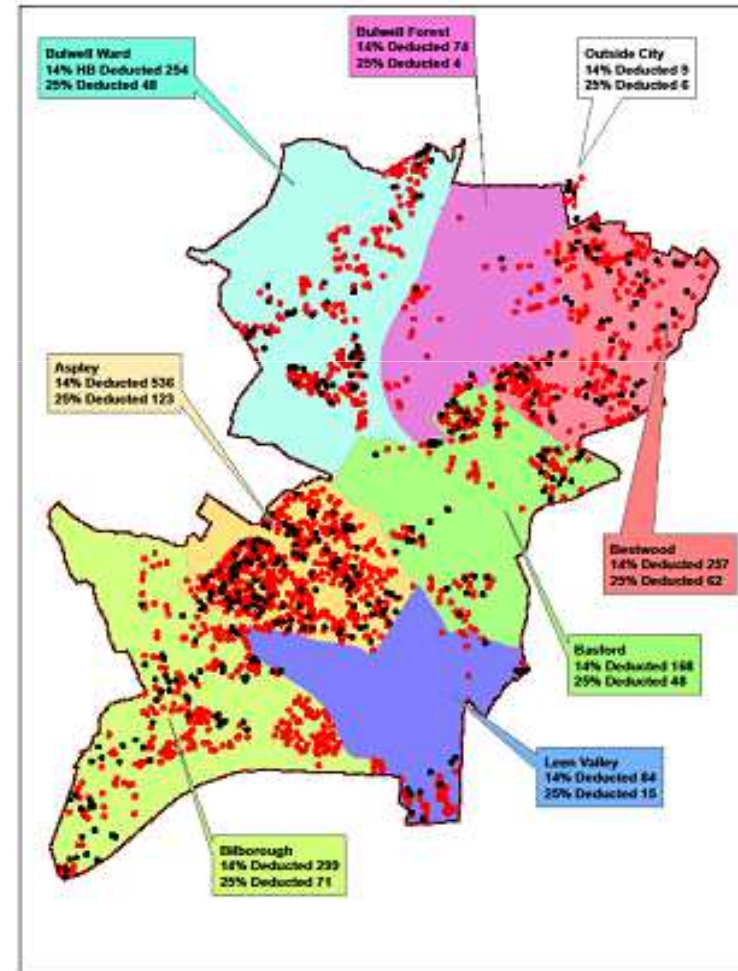 Bulwell Ward
14% HB Deducted 254
25% Deducted 48
Bulwell Forest
14% Deducted 74
25% Deducted 4
Outside City
14% Deducted 9
25% Deducted 6
Aspley
14% Deducted 536
25% Deducted 123
Bestwood
14% Deducted 257
25% Deducted 62
Basford
14% Deducted 168
25% Deducted 48
Leen Valley
14% Deducted 84
25% Deducted 15
Bilborough
14% Deducted 299
25% Deducted 71